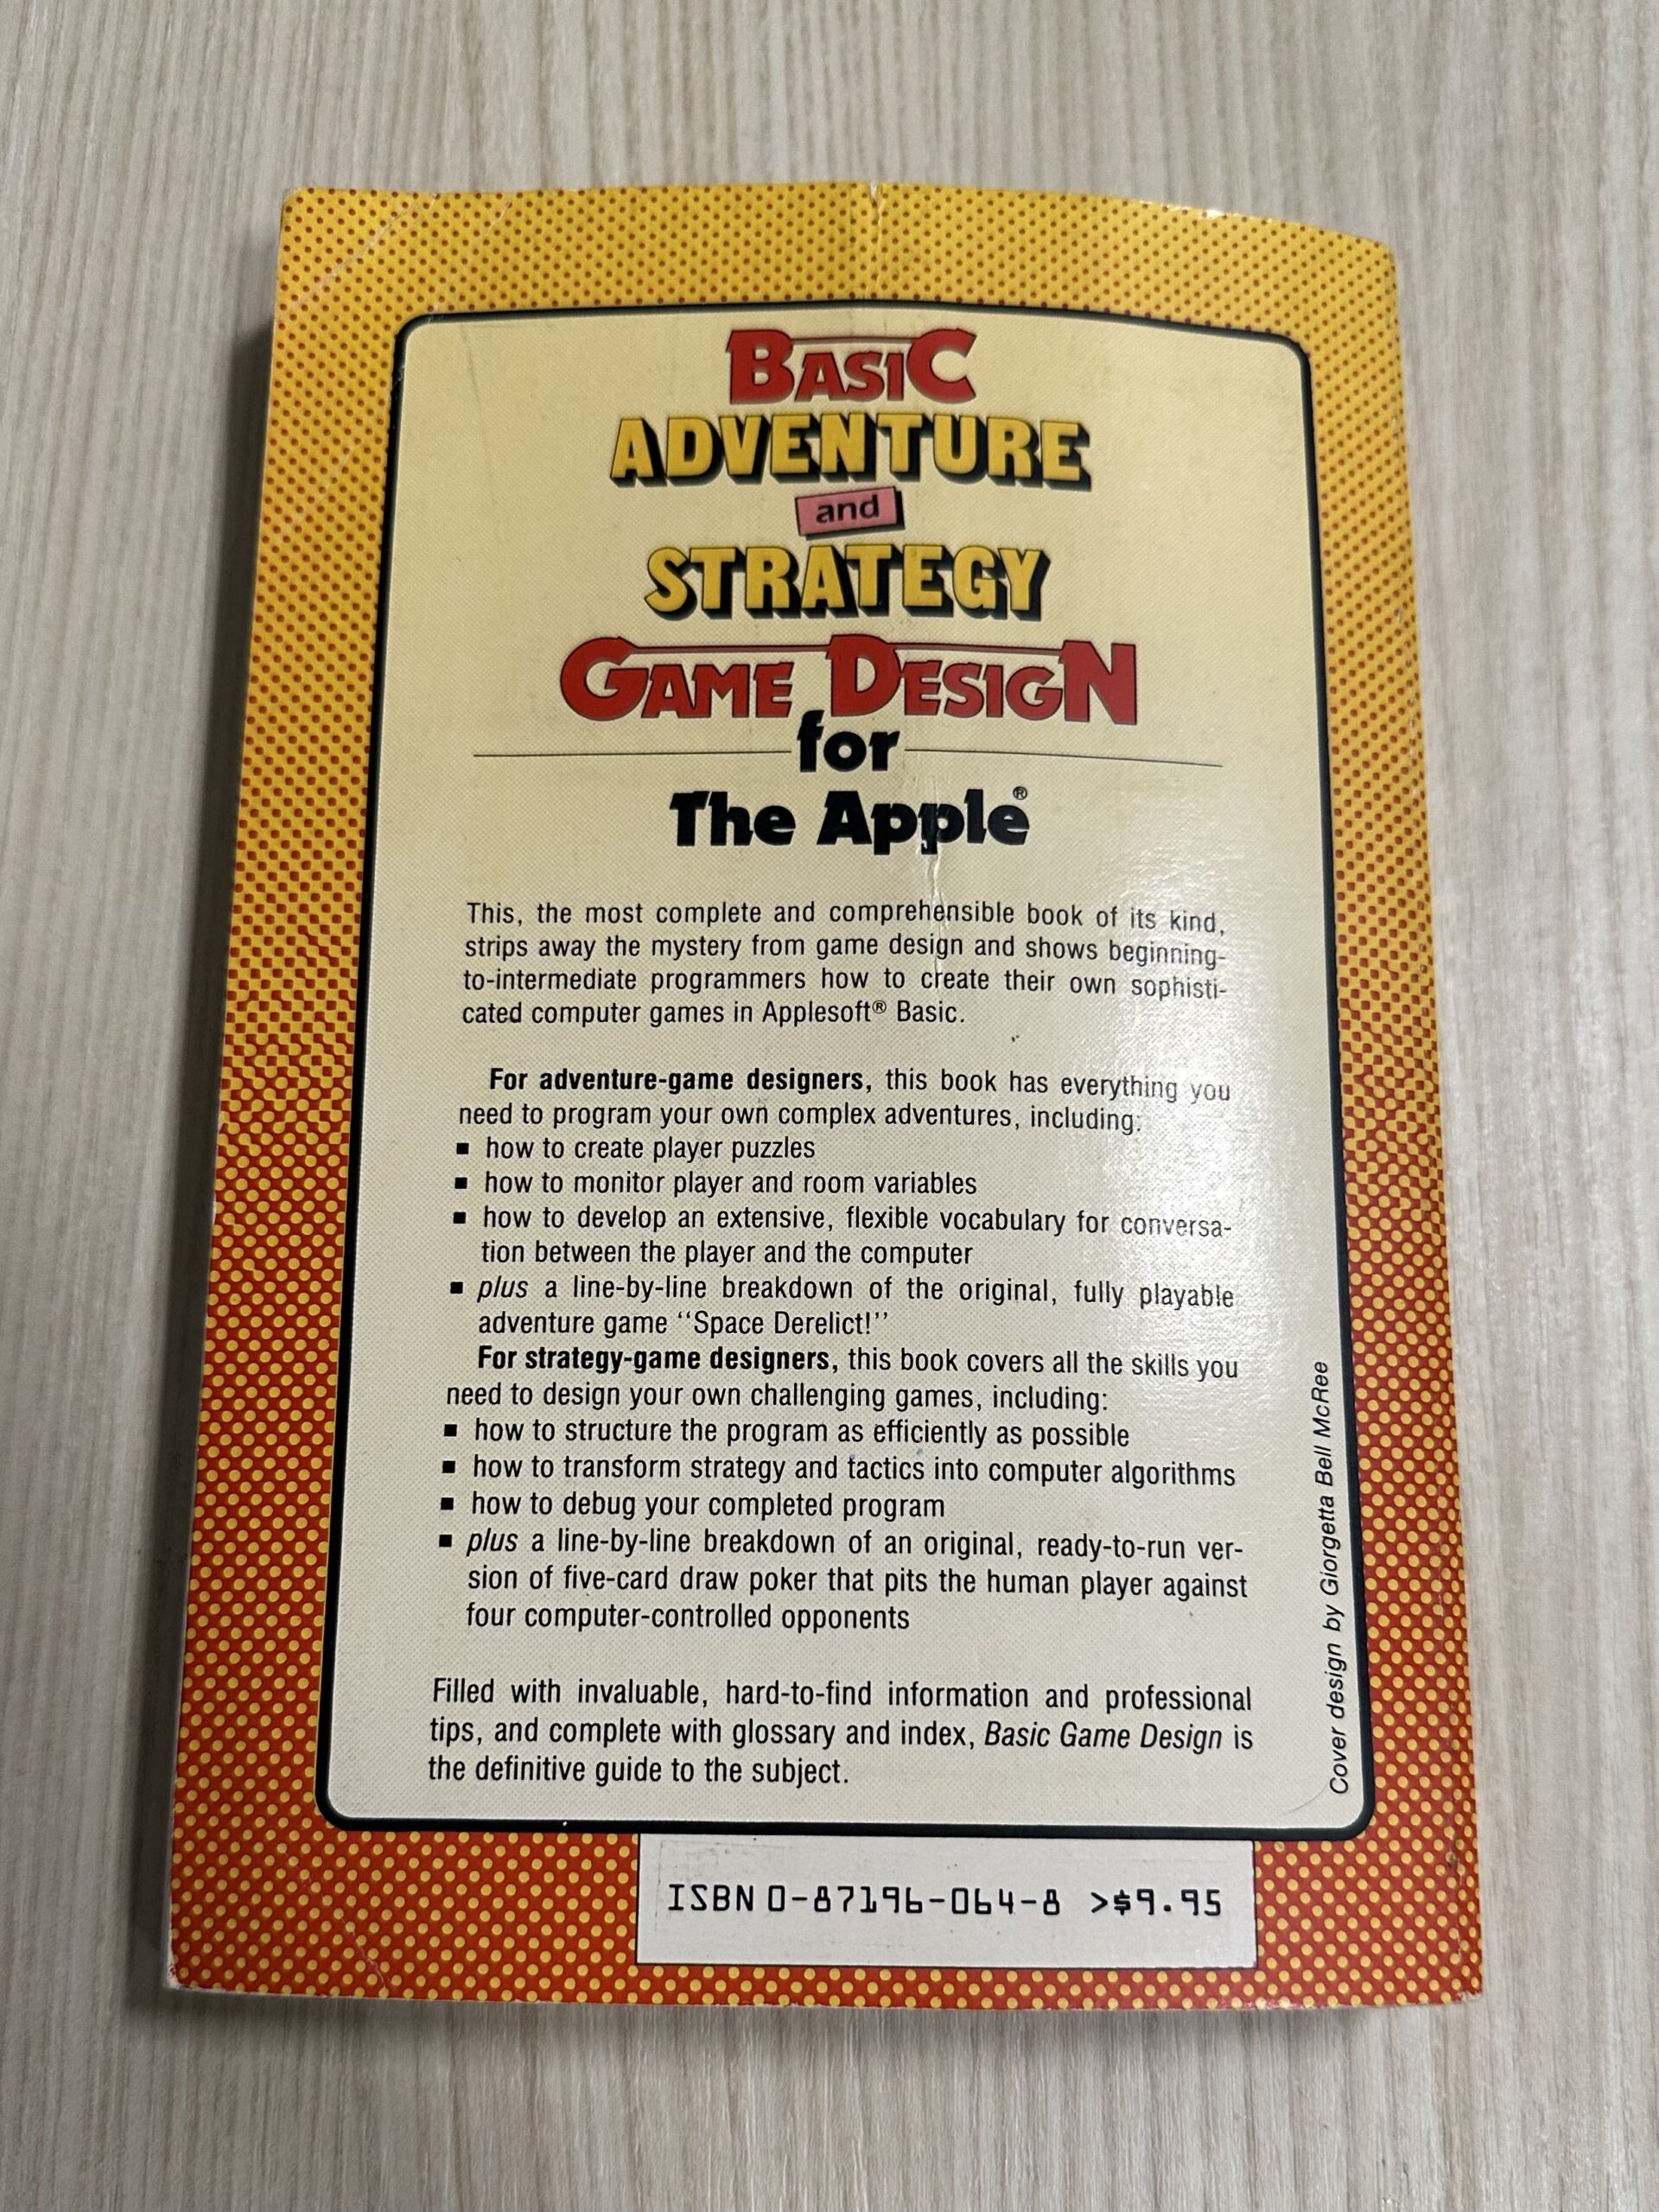 BASIC
ADVENTURE
and
STRATEGY
GAME DESIGN
for
The Apple®
This, the most complete and comprehensible book of its kind,
strips away the mystery from game design and shows beginning-
to-intermediate programmers how to create their own sophisti-
cated computer games in Applesoft® Basic.
For adventure-game designers, this book has everything you
need to program your own complex adventures, including:
▪ how to create player puzzles
▪ how to monitor player and room variables
▪ how to develop an extensive, flexible vocabulary for conversa-
tion between the player and the computer
▪ plus a line-by-line breakdown of the original, fully playable
adventure game ‘‘Space Derelict!’’
For strategy-game designers, this book covers all the skills you
need to design your own challenging games, including:
▪ how to structure the program as efficiently as possible
▪ how to transform strategy and tactics into computer algorithms
▪ how to debug your completed program
▪ plus a line-by-line breakdown of an original, ready-to-run ver-
sion of five-card draw poker that pits the human player against
four computer-controlled opponents
Filled with invaluable, hard-to-find information and professional
tips, and complete with glossary and index, Basic Game Design is
the definitive guide to the subject.
Cover design by Giorgetta Bell McRee
ISBN 0-87196-064-8 >$9.95